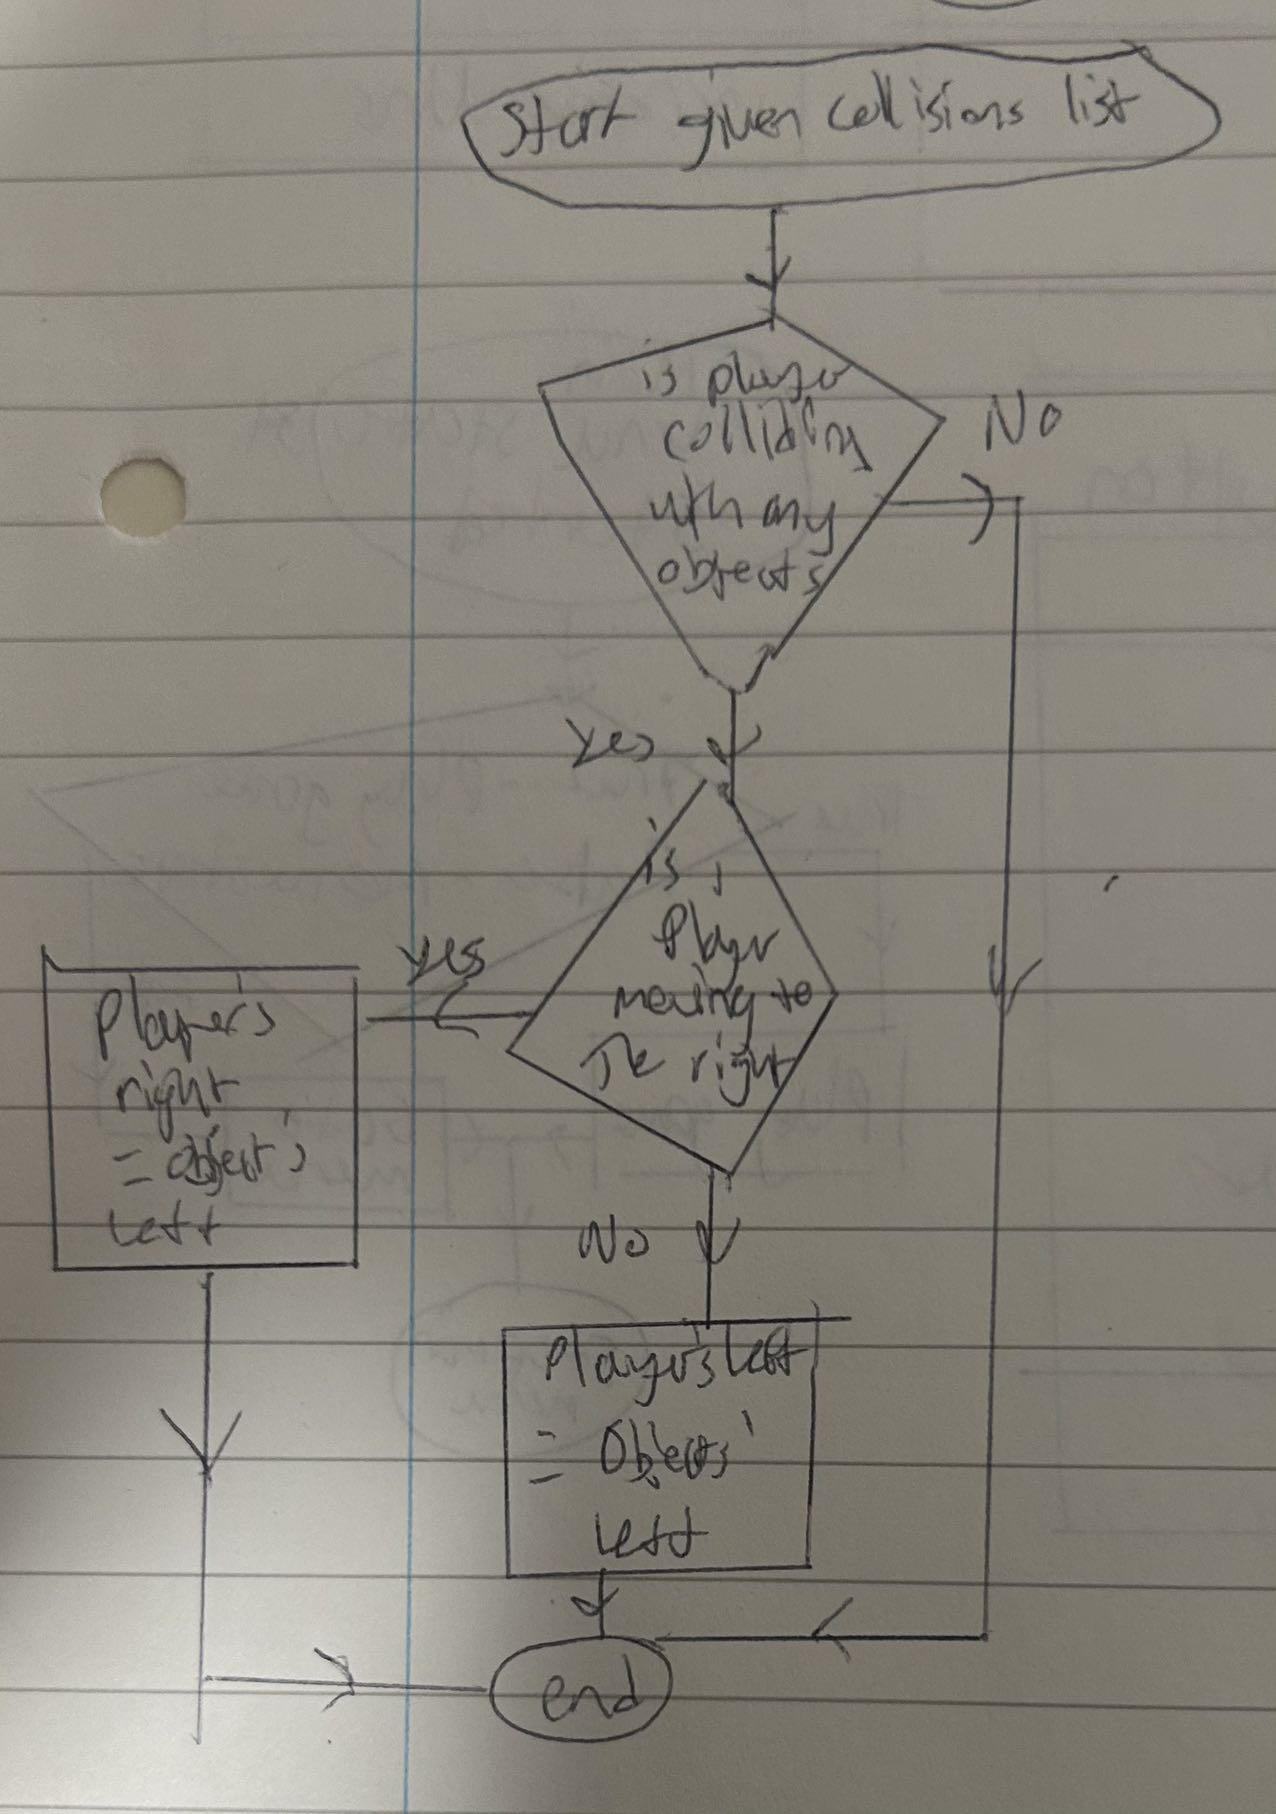 Start given collisions list
is player
colliding
with any
objects
No
Yes
is
Player
moving to
The right
Yes
Player's
right
= object's
Left
No
Player's Left
= Objects'
Left
end